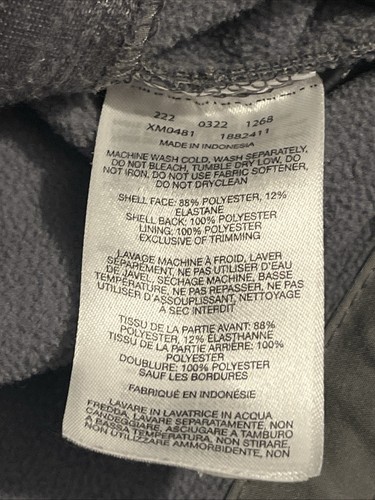 222 0322 1268
XM0481 1882411
MADE IN INDONESIA
MACHINE WASH COLD, WASH SEPARATELY,
DO NOT BLEACH, TUMBLE DRY LOW, DO
NOT IRON, DO NOT USE FABRIC SOFTENER,
DO NOT DRYCLEAN
SHELL FACE: 88% POLYESTER, 12%
ELASTANE
SHELL BACK: 100% POLYESTER
LINING: 100% POLYESTER
EXCLUSIVE OF TRIMMING
LAVAGE MACHINE À FROID, LAVER
SÉPAREMENT, NE PAS UTILISER D'EAU
DE JAVEL, SÉCHAGE MACHINE, BASSE
TEMPÉRATURE, NE PAS REPASSER, NE PAS
UTILISER D'ASSOUPLISSANT, NETTOYAGE
A SEC INTERDIT
TISSU DE LA PARTIE AVANT: 88%
POLYESTER, 12% ÉLASTHANNE
TISSU DE LA PARTIE ARRIÈRE: 100%
POLYESTER
DOUBLURE: 100% POLYESTER
SAUF LES BORDURES
FABRIQUÉ EN INDONÉSIE
LAVARE IN LAVATRICE IN ACQUA
FREDDA, LAVARE SEPARATAMENTE, NON
CANDEGGIARE, ASCIUGARE A TAMBURO
A BASSA TEMPERATURA, NON STIRARE,
NON UTILIZZARE AMMORBIDENTE, NON